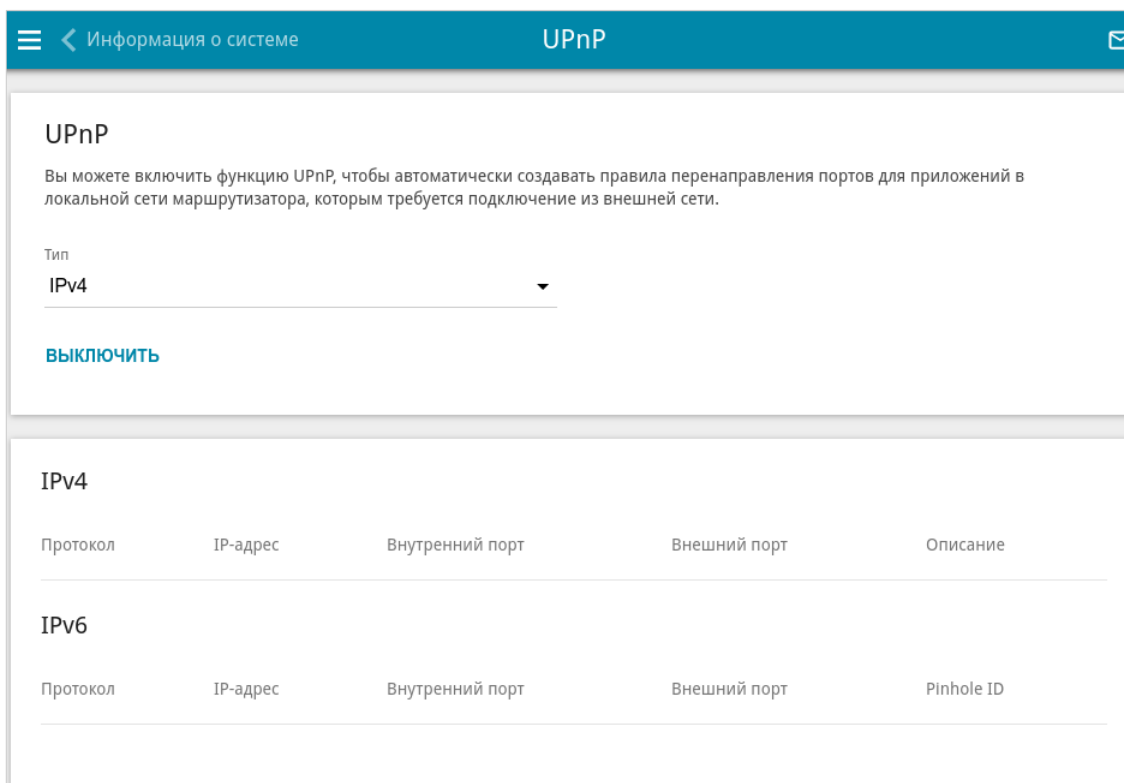 Информация о системе UPnP
UPnP
Вы можете включить функцию UPnP, чтобы автоматически создавать правила перенаправления портов для приложений в
локальной сети маршрутизатора, которым требуется подключение из внешней сети.
Тип
IPv4
ВЫКЛЮЧИТЬ
IPv4
Протокол IP-адрес Внутренний порт Внешний порт Описание
IPv6
Протокол IP-адрес Внутренний порт Внешний порт Pinhole ID